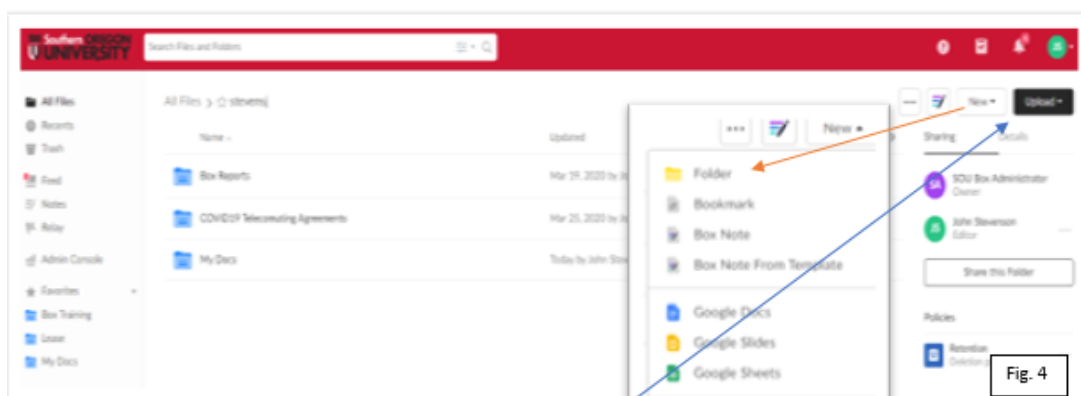 Southern OREGON
UNIVERSITY
Search Files and Folders
All Files
Recents
Trash
Feed
Notes
Relay
Admin Console
Favorites
Box Training
Lease
My Docs
All Files > stevensj
Name
Updated
Box Reports
Mar 19, 2020 by
COVID19 Telecomuting Agreements
Mar 25, 2020 by
My Docs
Today by John
New
Folder
Bookmark
Box Note
Box Note From Template
Google Docs
Google Slides
Google Sheets
New
Upload
Sharing
Details
SA
SOU Box Administrator
Owner
JS
John Stevenson
Editor
Share this Folder
Policies
Retention
Deletion
Fig. 4